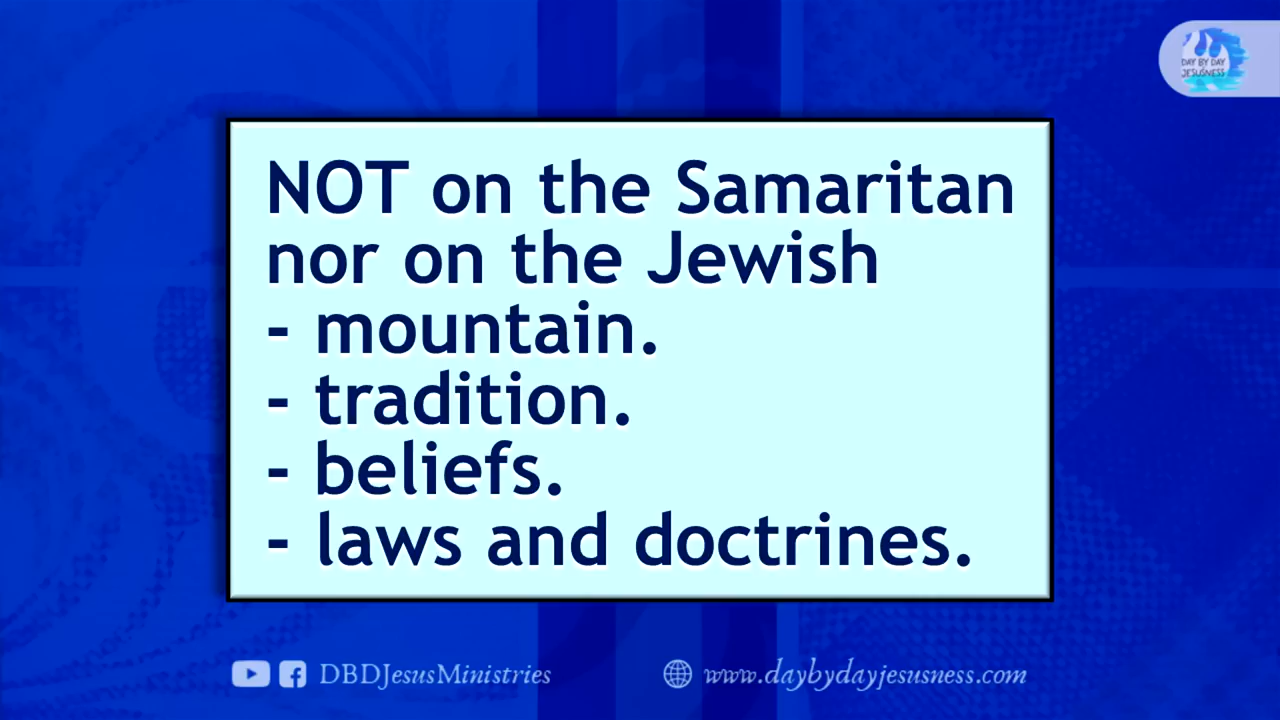 DAY BY DAY
JESUSNESS
NOT on the Samaritan
nor on the Jewish
- mountain.
- tradition.
- beliefs.
- laws and doctrines.
DBDJesusMinistries
www.daybydayjesusness.com